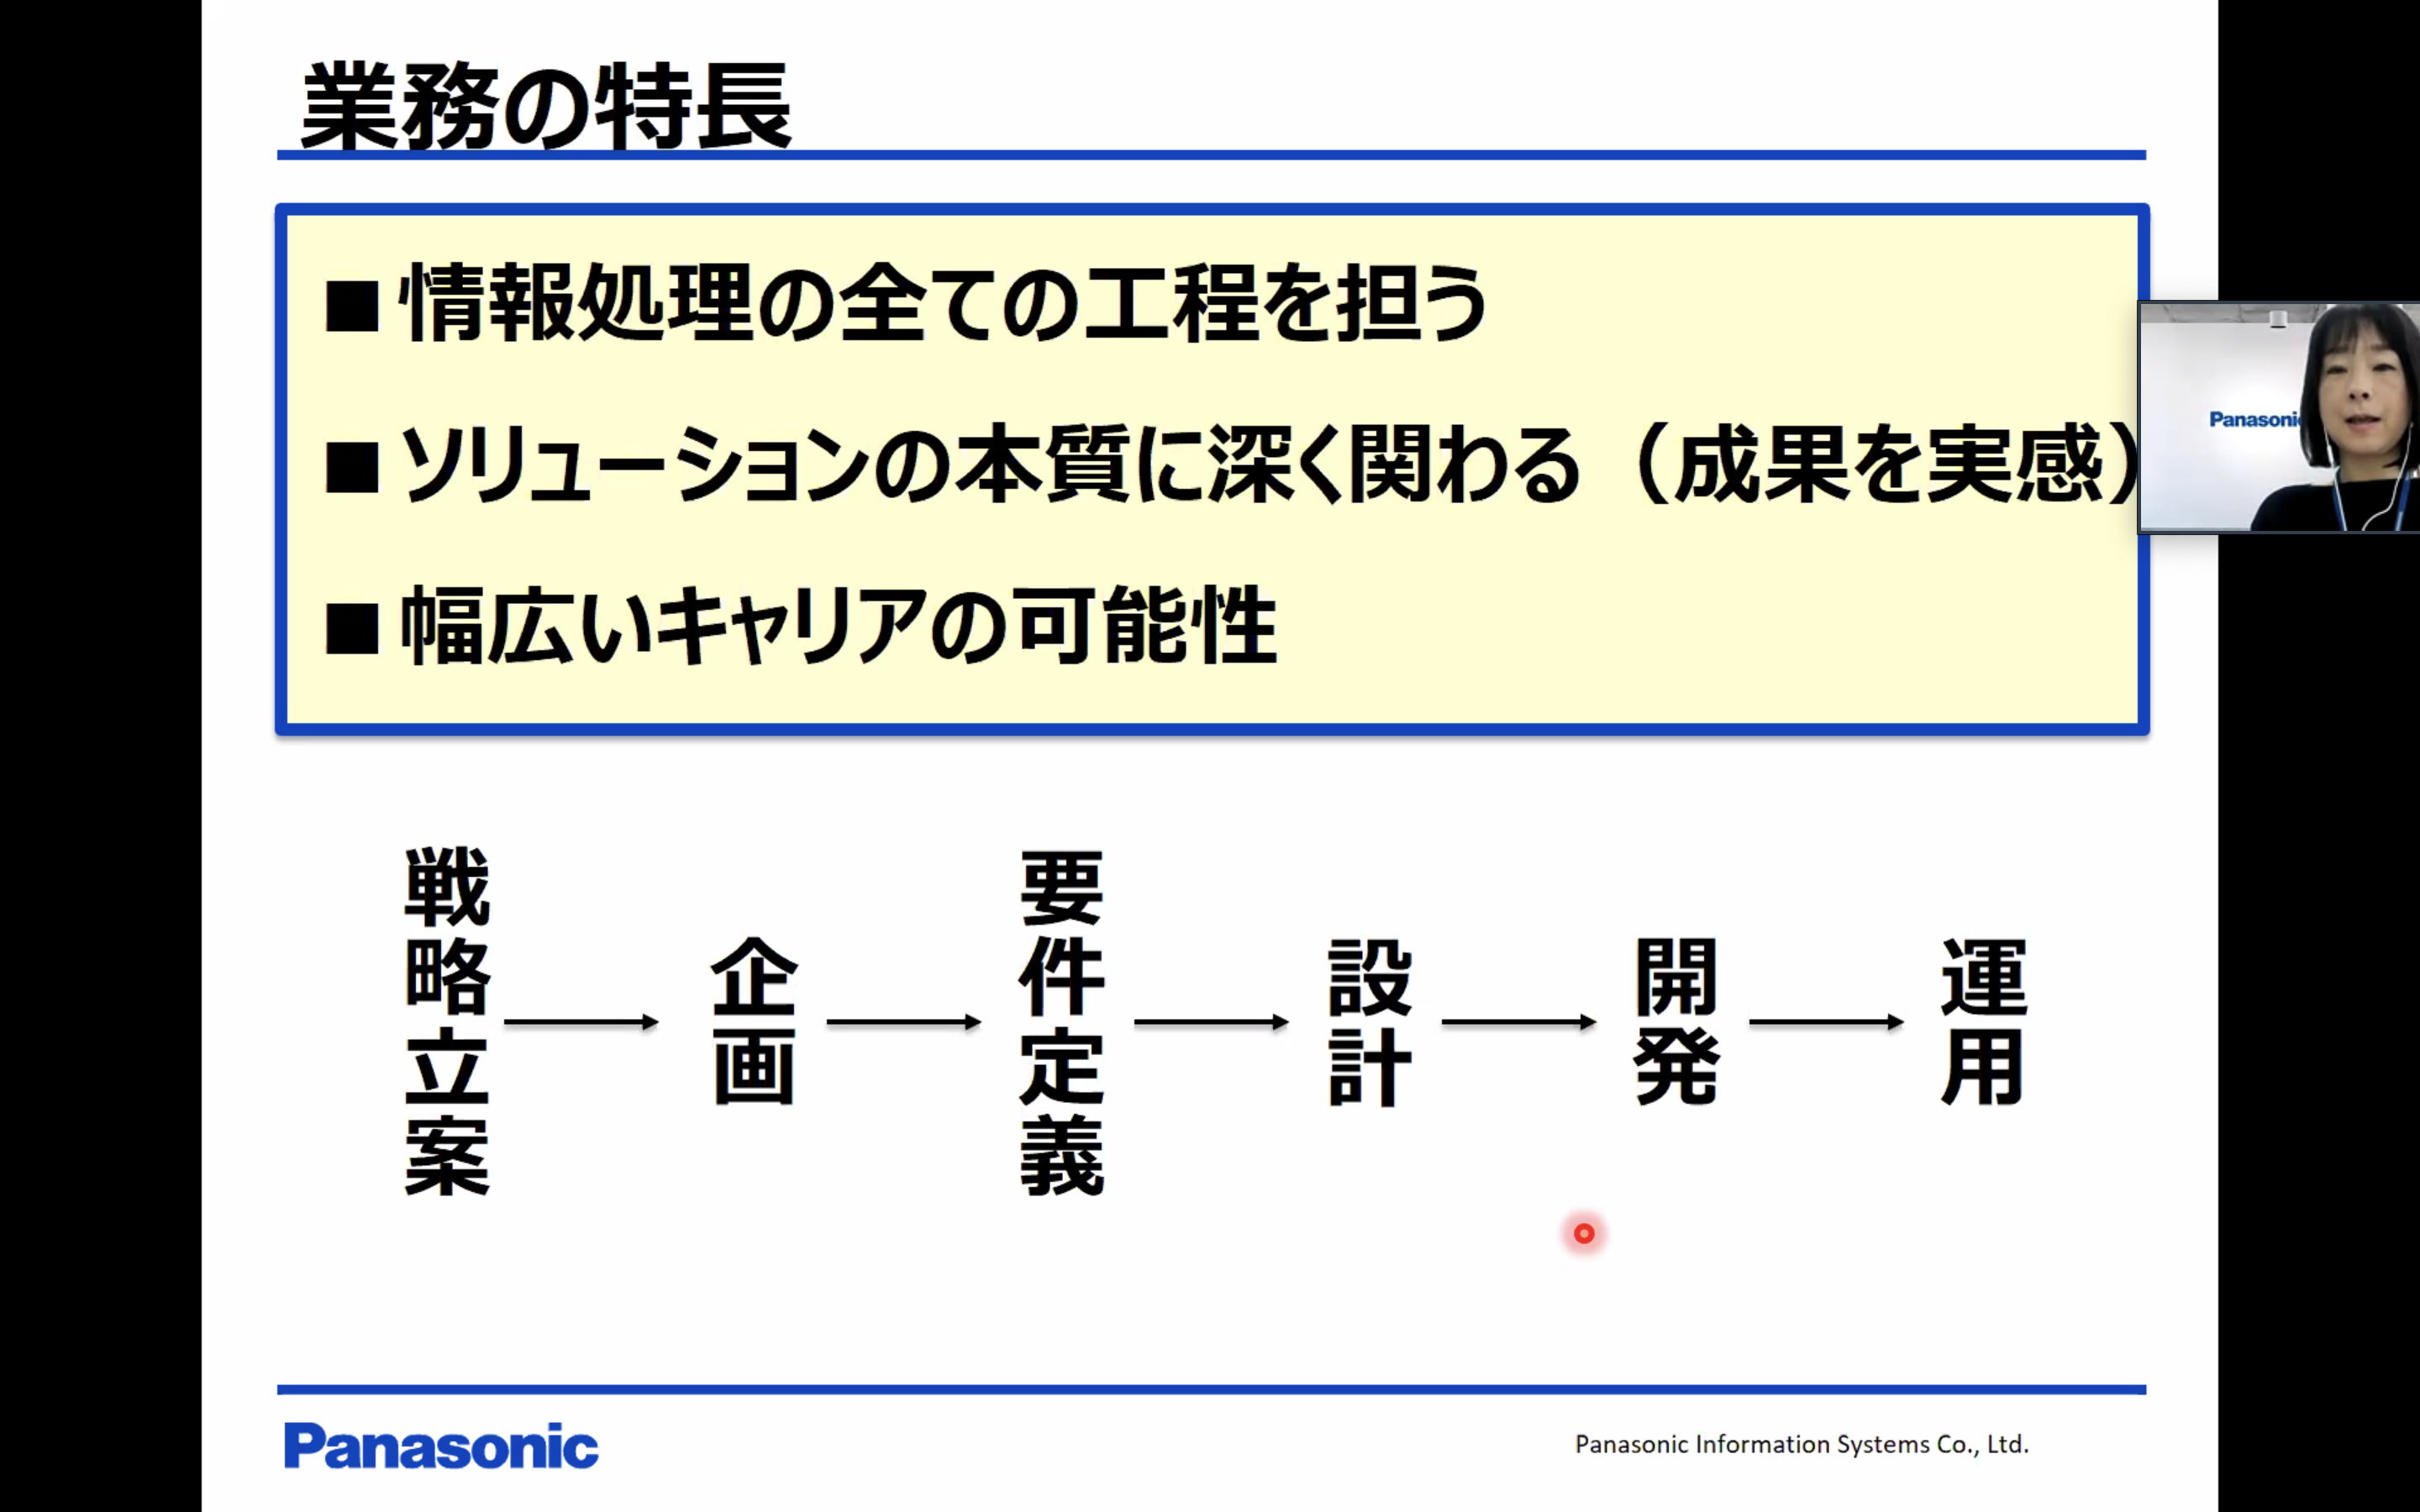 業務の特長
■情報処理の全ての工程を担う
■ソリューションの本質に深く関わる（成果を実感）
■幅広いキャリアの可能性
Panasonic
戦略立案
企画
要件定義
設計
開発
運用
Panasonic
Panasonic Information Systems Co., Ltd.